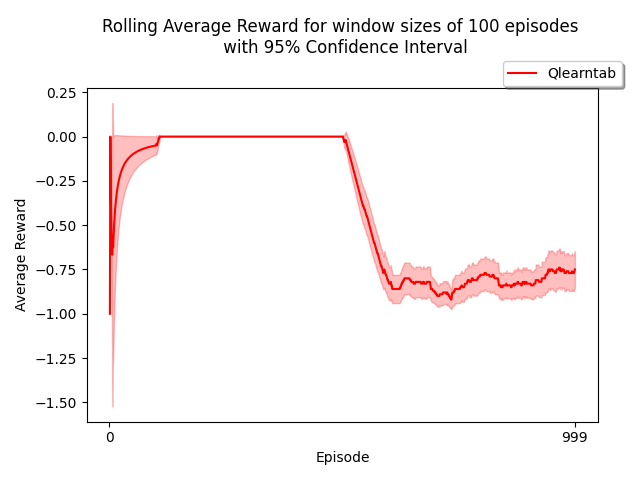 Rolling Average Reward for window sizes of 100 episodes
with 95% Confidence Interval
Qlearntab
0.25
0.00
−0.25
−0.50
−0.75
−1.00
−1.25
−1.50
Average Reward
0
999
Episode